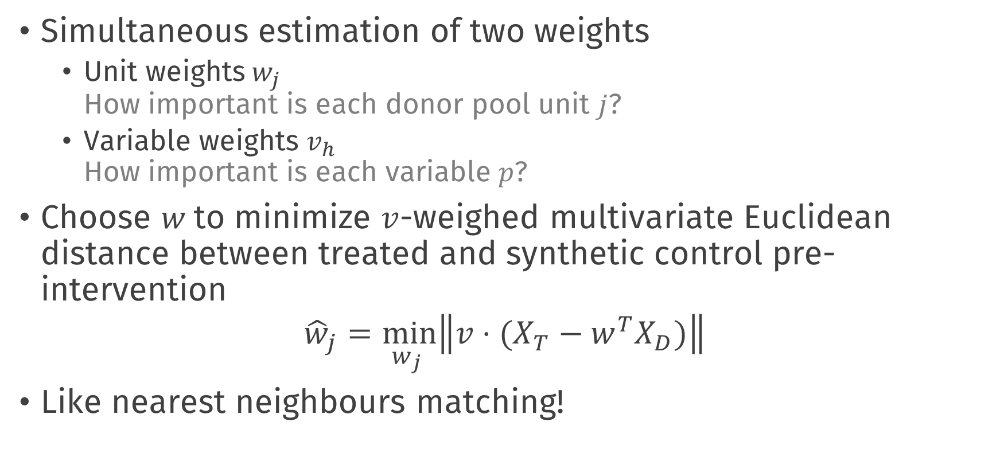 • Simultaneous estimation of two weights
• Unit weights $w_j$
How important is each donor pool unit $j$?
• Variable weights $v_h$
How important is each variable $p$?
• Choose $w$ to minimize $v$-weighed multivariate Euclidean
distance between treated and synthetic control pre-
intervention
$\widehat{w}_j = \min_{w_j} \left\| v \cdot (X_T - w^T X_D) \right\|$
• Like nearest neighbours matching!